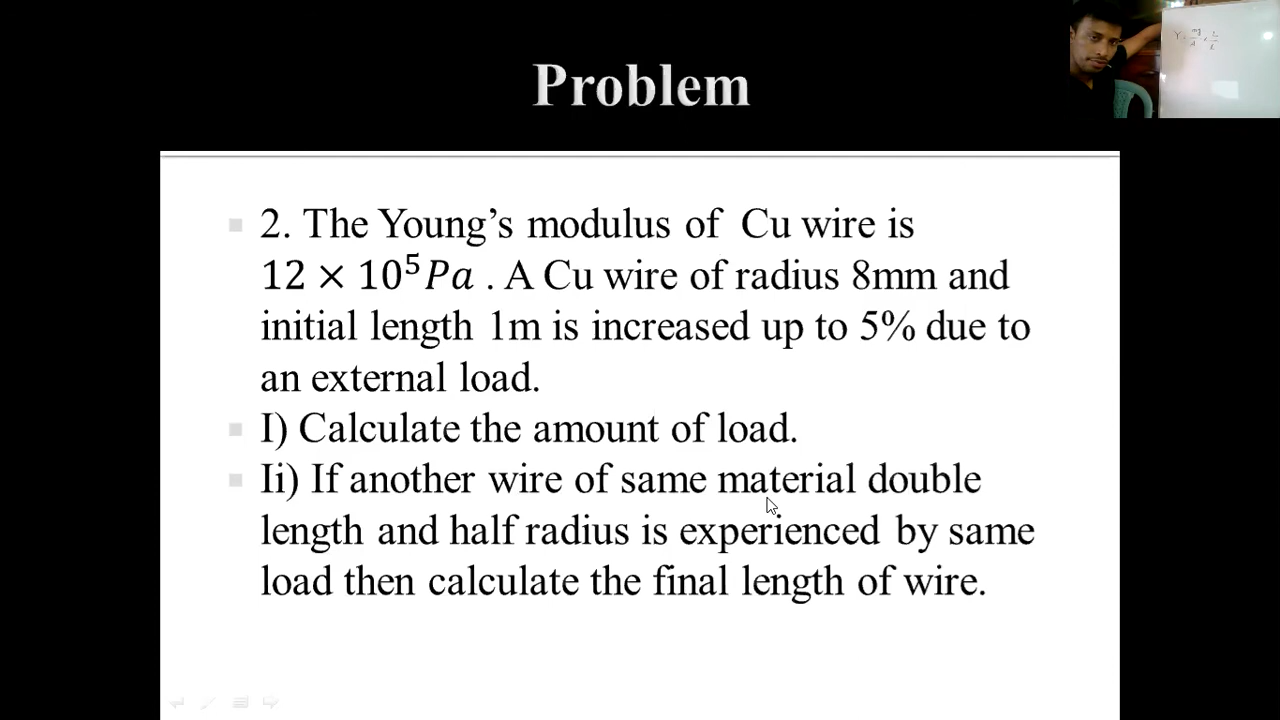 Problem
2. The Young’s modulus of Cu wire is
12 × 10⁵ Pa . A Cu wire of radius 8mm and
initial length 1m is increased up to 5% due to
an external load.
I) Calculate the amount of load.
Ii) If another wire of same material double
length and half radius is experienced by same
load then calculate the final length of wire.